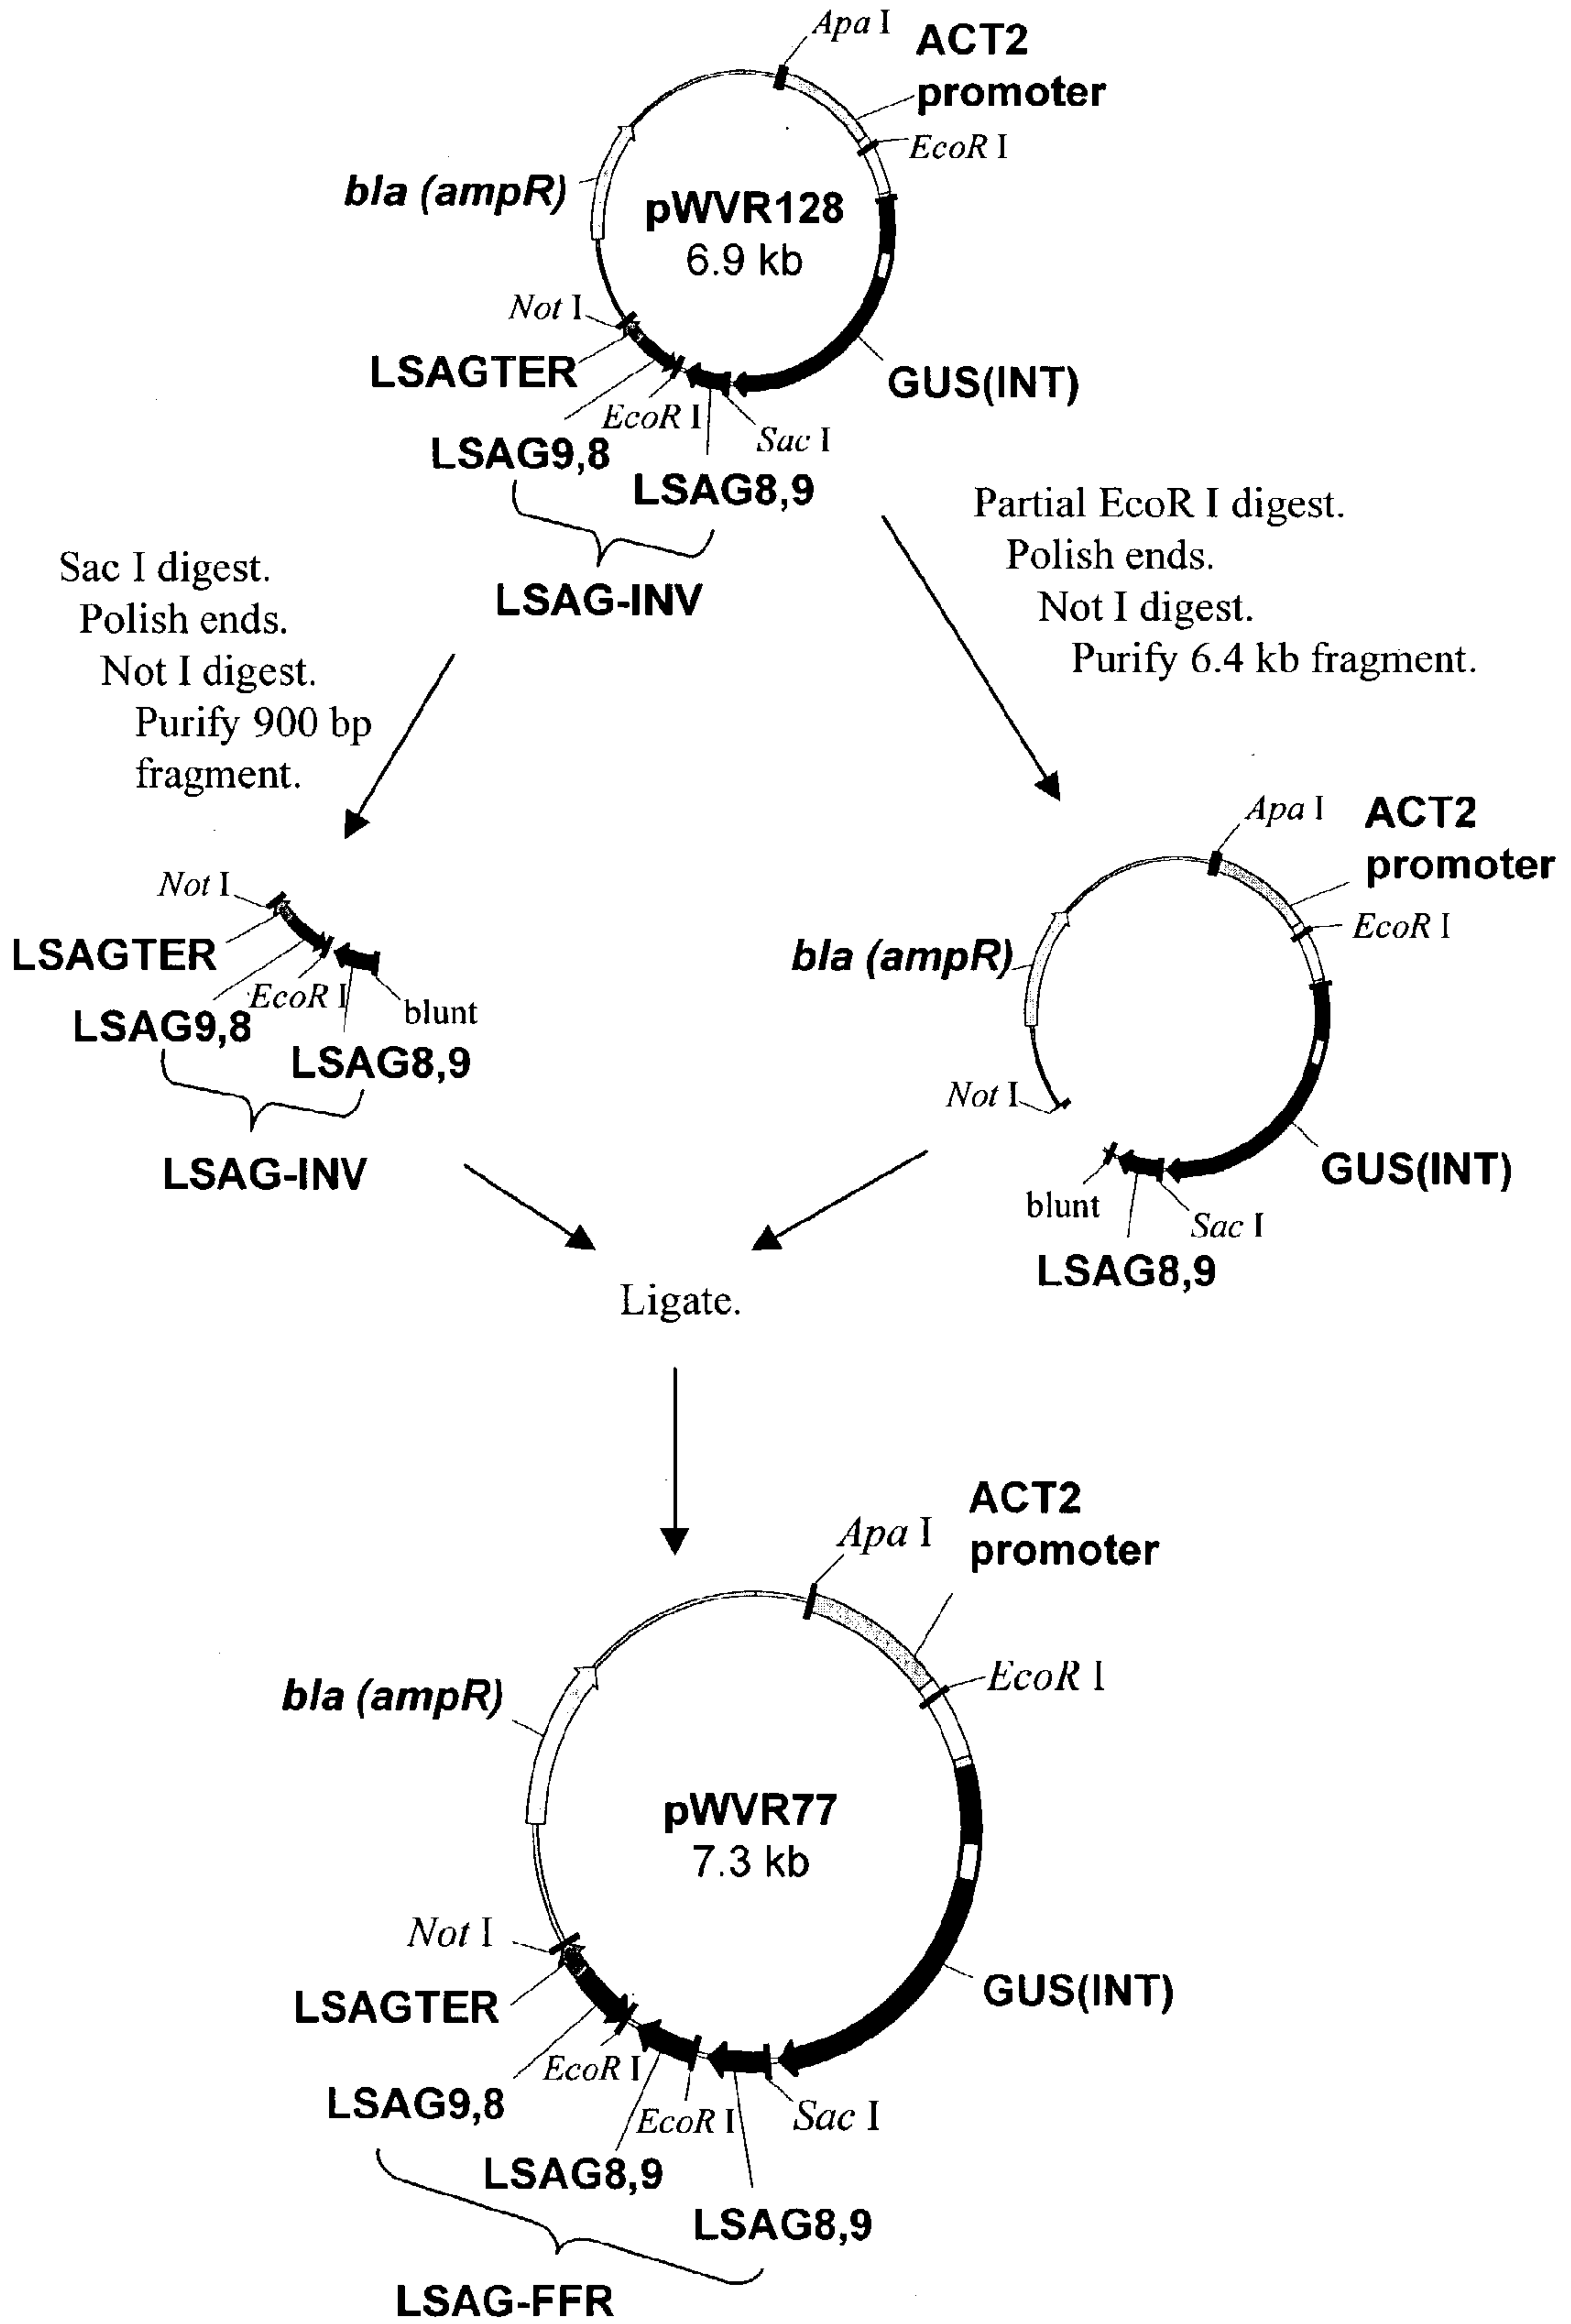 Apa I
ACT2
promoter
EcoR I
bla (ampR)
pWVR128
6.9 kb
Not I
LSAGTER
GUS(INT)
EcoR I
Sac I
LSAG9,8
LSAG8,9
LSAG-INV
Partial EcoR I digest.
Polish ends.
Not I digest.
Purify 6.4 kb fragment.
Sac I digest.
Polish ends.
Not I digest.
Purify 900 bp
fragment.
Not I
LSAGTER
EcoR I
blunt
LSAG9,8
LSAG8,9
LSAG-INV
Apa I
ACT2
promoter
EcoR I
bla (ampR)
Not I
GUS(INT)
blunt
Sac I
LSAG8,9
Ligate.
ACT2
promoter
Apa I
EcoR I
bla (ampR)
pWVR77
7.3 kb
Not I
LSAGTER
GUS(INT)
EcoR I
LSAG9,8
EcoR I
Sac I
LSAG8,9
LSAG8,9
LSAG-FFR